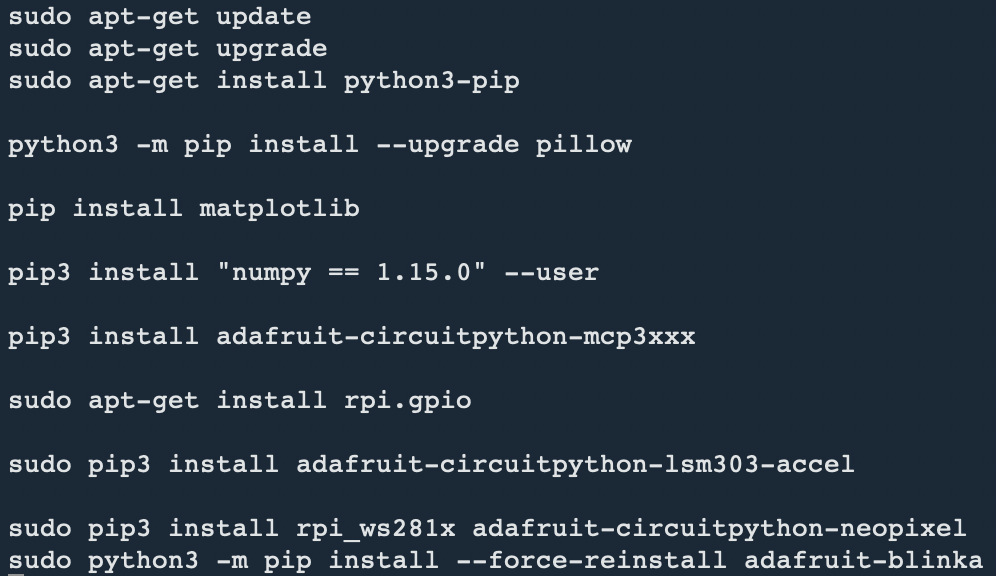 sudo apt-get update
sudo apt-get upgrade
sudo apt-get install python3-pip
python3 -m pip install --upgrade pillow
pip install matplotlib
pip3 install "numpy == 1.15.0" --user
pip3 install adafruit-circuitpython-mcp3xxx
sudo apt-get install rpi.gpio
sudo pip3 install adafruit-circuitpython-lsm303-accel
sudo pip3 install rpi_ws281x adafruit-circuitpython-neopixel
sudo python3 -m pip install --force-reinstall adafruit-blinka